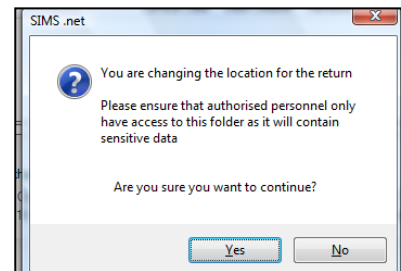 SIMS .net
You are changing the location for the return
Please ensure that authorised personnel only
have access to this folder as it will contain
sensitive data
Are you sure you want to continue?
Yes
No